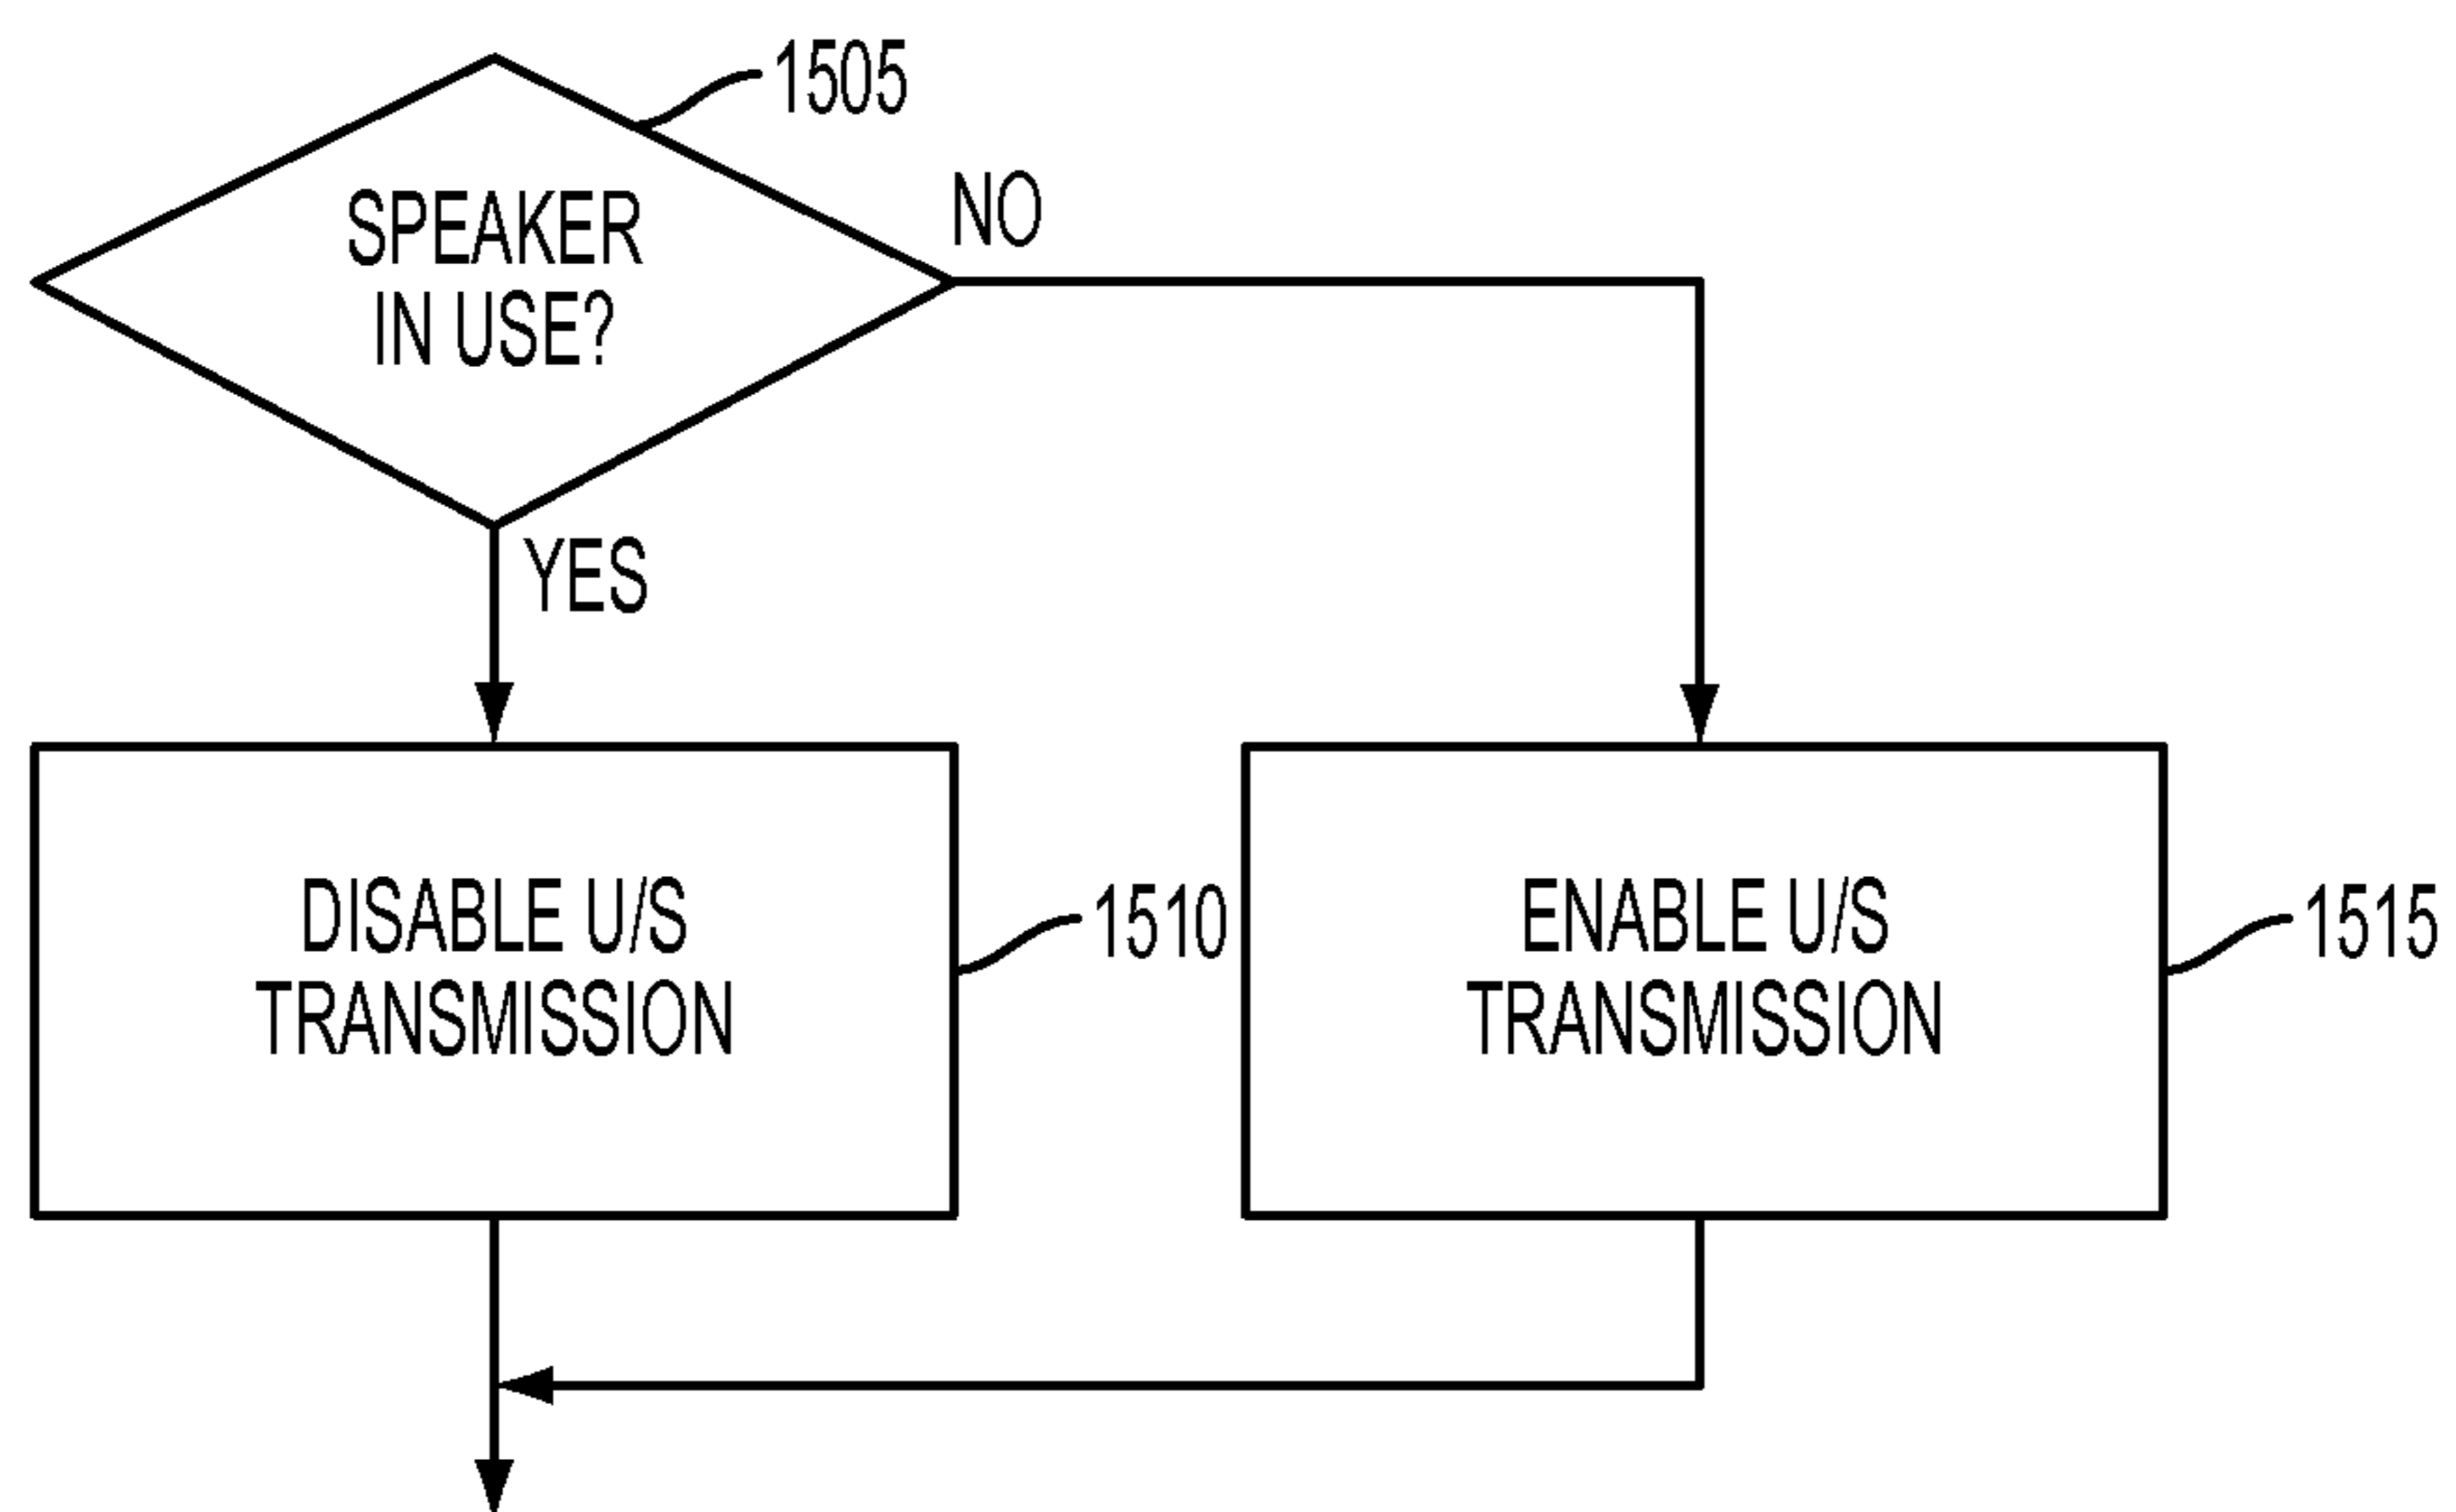 1505
NO
SPEAKER
IN USE?
YES
DISABLE U/S
TRANSMISSION
1510
ENABLE U/S
TRANSMISSION
1515